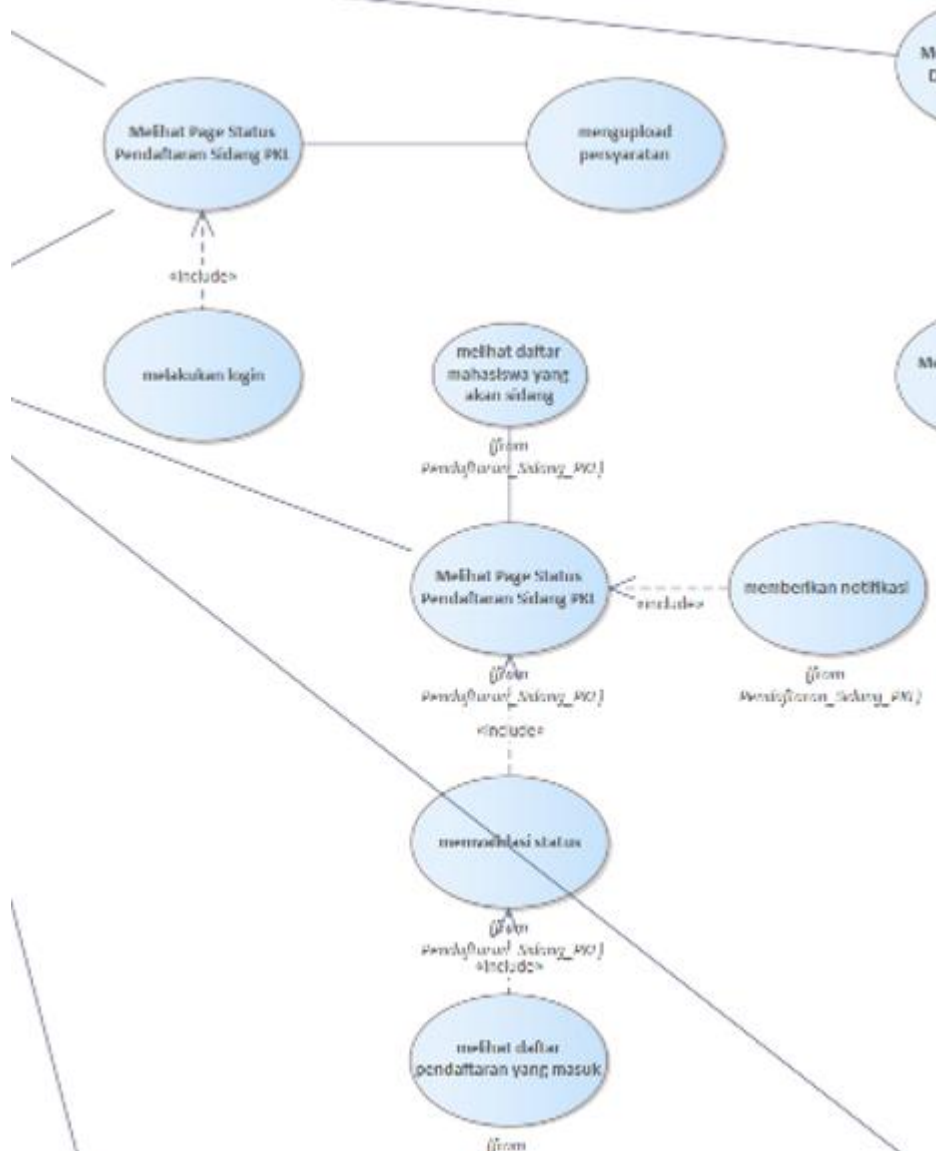 Melihat Page Status
Pendaftaran Sidang PKL
mengupload
persyaratan
«include»
melakukan login
melihat daftar
mahasiswa yang
akan sidang
(from
Pendaftaran_Sidang_PKL)
Melihat Page Status
Pendaftaran Sidang PKL
«include»
memberikan notifikasi
(from
Pendaftaran_Sidang_PKL)
(from
Pendaftaran_Sidang_PKL)
«include»
status
(from
Pendaftaran_Sidang_PKL)
«include»
melihat daftar
pendaftaran yang masuk
(from